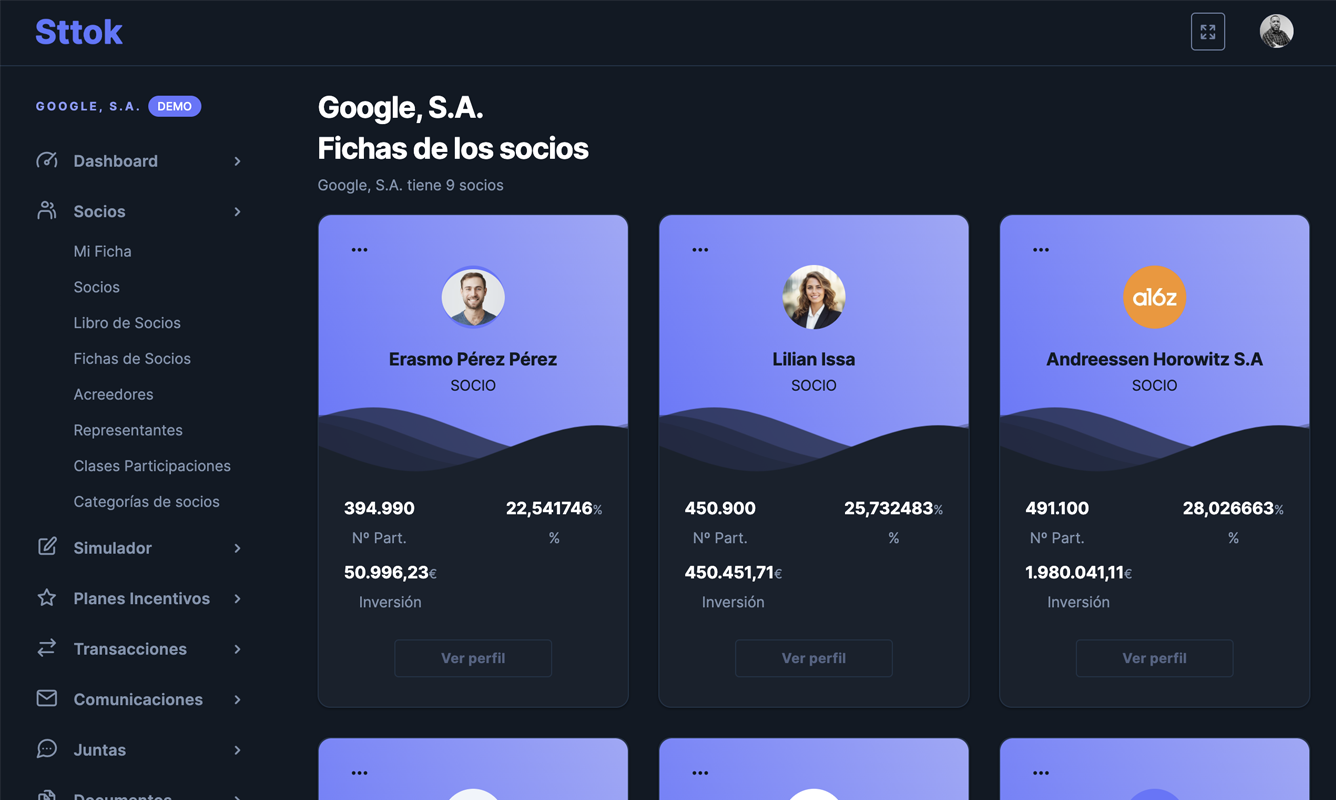 Sttok
GOOGLE, S.A. DEMO
Dashboard
Socios
Mi Ficha
Socios
Libro de Socios
Fichas de Socios
Acreedores
Representantes
Clases Participaciones
Categorías de socios
Simulador
Planes Incentivos
Transacciones
Comunicaciones
Juntas
Documentos
Google, S.A.
Fichas de los socios
Google, S.A. tiene 9 socios
Erasmo Pérez Pérez
SOCIO
394.990 22,541746%
Nº Part. %
50.996,23€
Inversión
Ver perfil
Lilian Issa
SOCIO
450.900 25,732483%
Nº Part. %
450.451,71€
Inversión
Ver perfil
a16z
Andreessen Horowitz S.A
SOCIO
491.100 28,026663%
Nº Part. %
1.980.041,11€
Inversión
Ver perfil